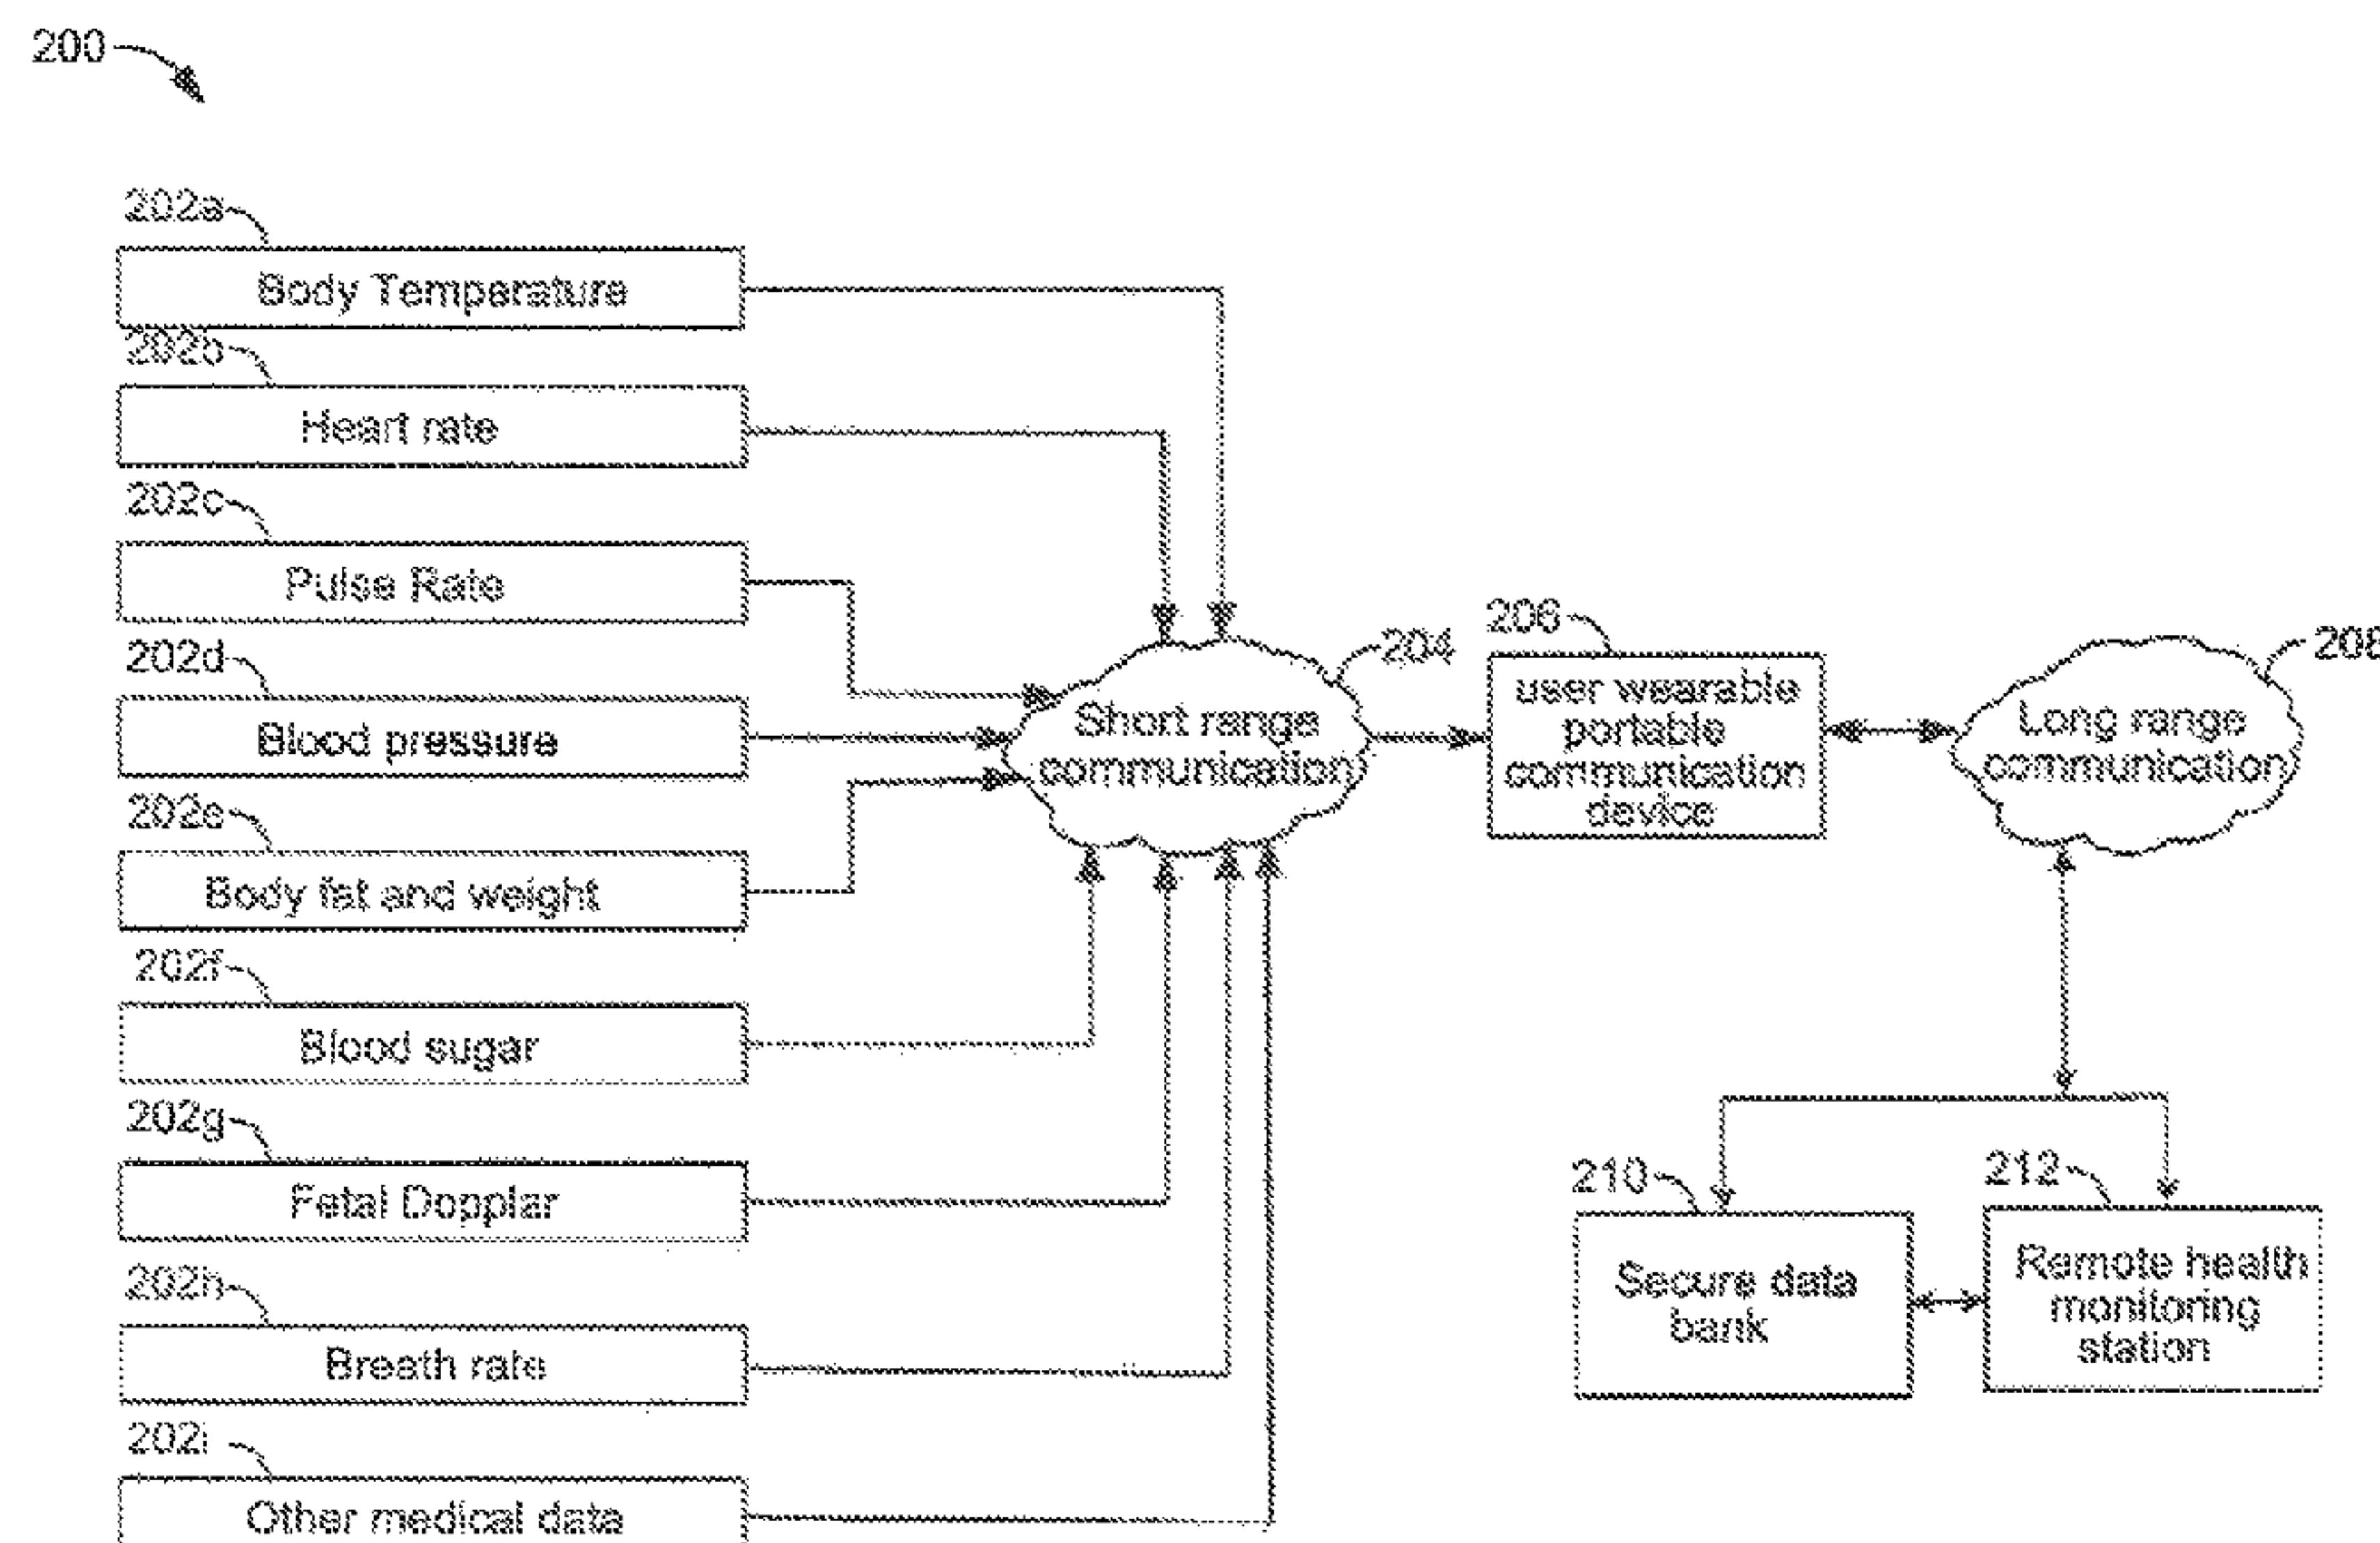 200
202a
Body Temperature
202b
Heart rate
202c
Pulse Rate
202d
Blood pressure
202e
Body fat and weight
202f
Blood sugar
202g
Fetal Dopplar
202h
Breath rate
202i
Other medical data
204
Short range
communication
206
user wearable
portable
communication
device
208
Long range
communication
210
Secure data
bank
212
Remote health
monitoring
station